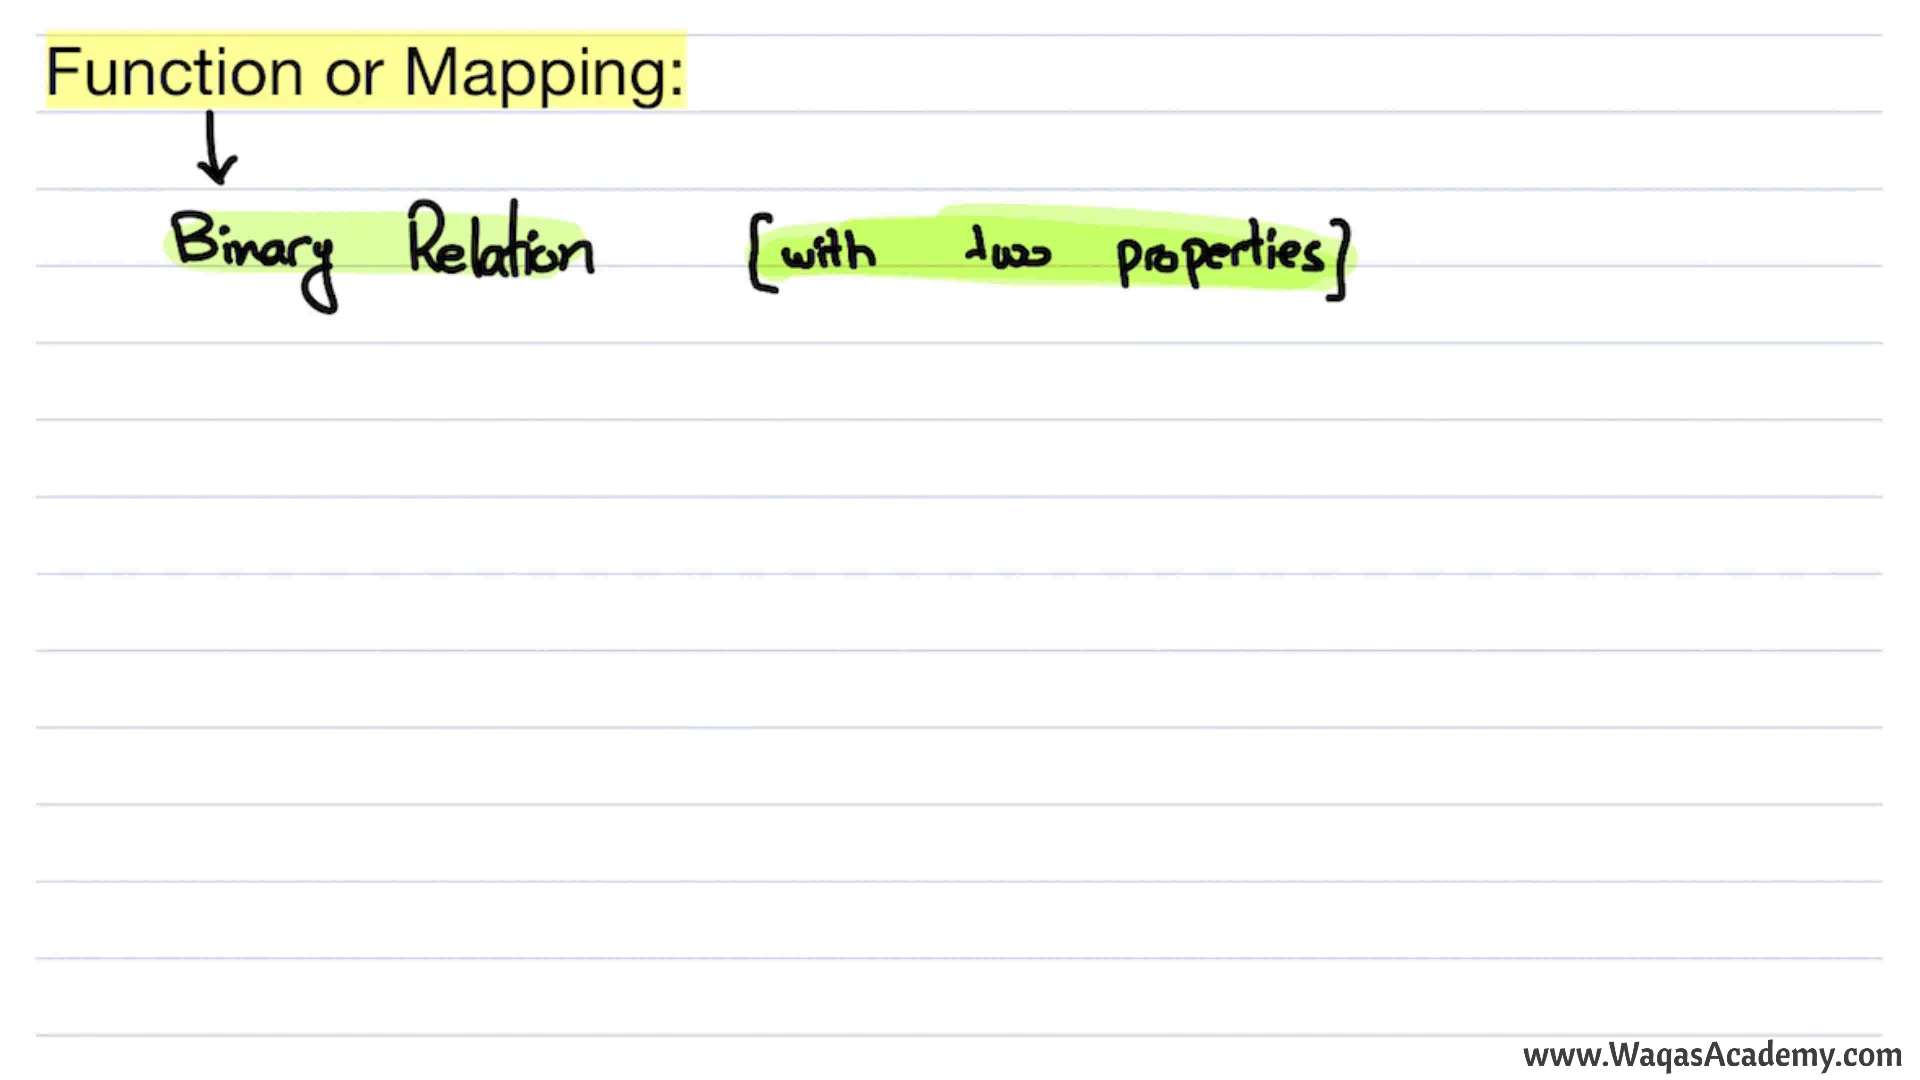 Function or Mapping:
Binary Relation [with two properties]
www.WaqasAcademy.com